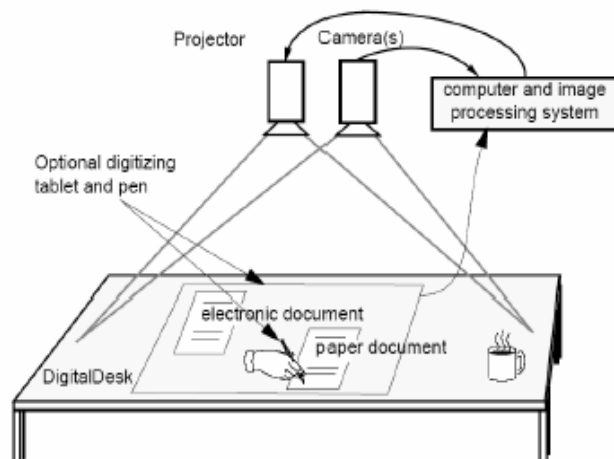 Projector
Camera(s)
computer and image
processing system
Optional digitizing
tablet and pen
electronic document
paper document
DigitalDesk